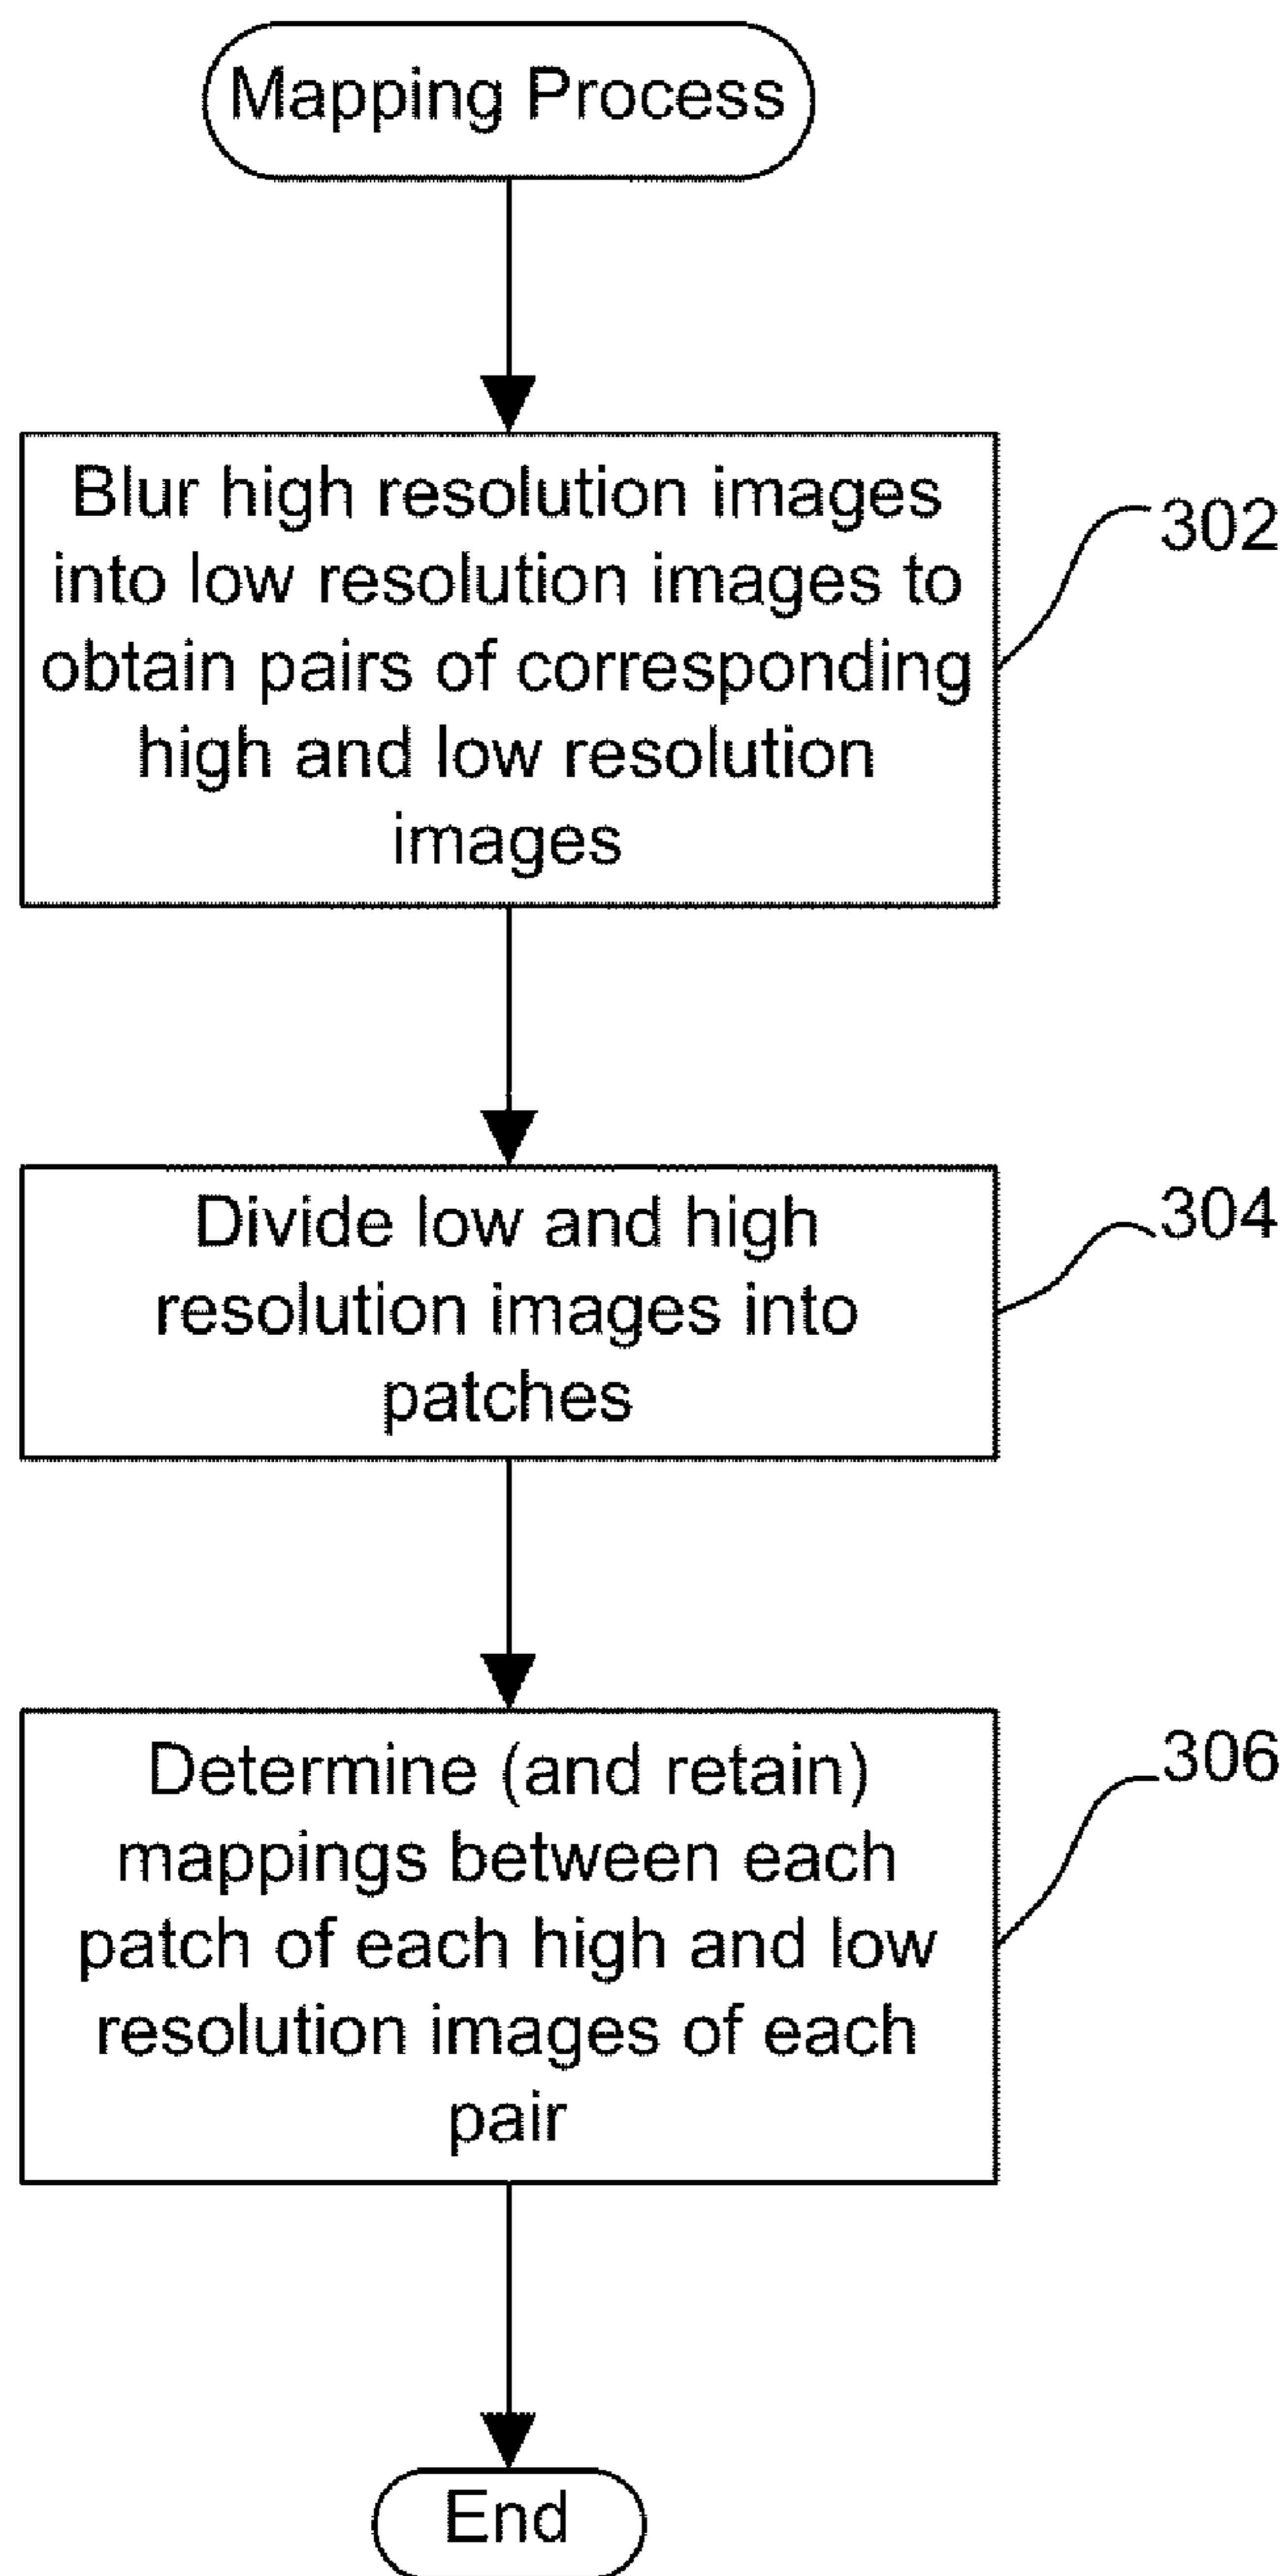 Mapping Process
Blur high resolution images
into low resolution images to
obtain pairs of corresponding
high and low resolution
images
302
Divide low and high
resolution images into
patches
304
Determine (and retain)
mappings between each
patch of each high and low
resolution images of each
pair
306
End